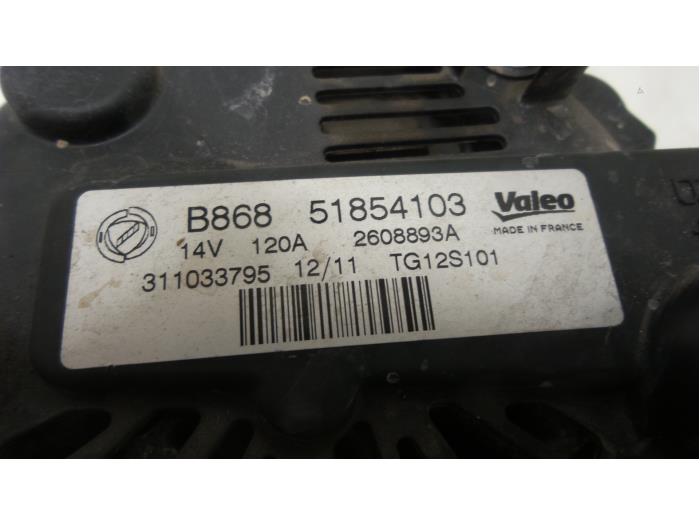 B868 51854103 Valeo
14V 120A 2608893A MADE IN FRANCE
311033795 12/11 TG12S101